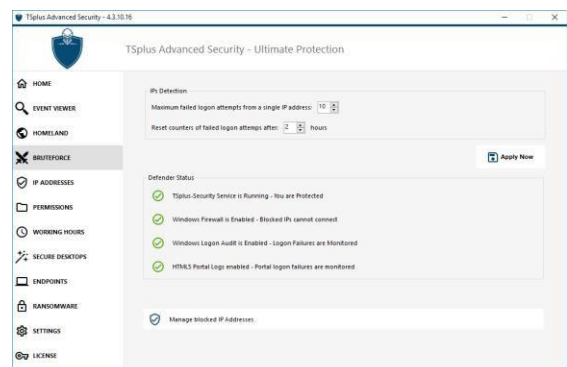 TSplus Advanced Security - 4.3.10.16
TSplus Advanced Security - Ultimate Protection
HOME
EVENT VIEWER
HOMELAND
BRUTEFORCE
IP ADDRESSES
PERMISSIONS
WORKING HOURS
SECURE DESKTOPS
ENDPOINTS
RANSOMWARE
SETTINGS
LICENSE
IPs Detection
Maximum failed logon attempts from a single IP address: 10
Reset counters of failed logon attemps after: 2 hours
Apply Now
Defender Status
TSplus-Security Service is Running - You are Protected
Windows Firewall is Enabled - Blocked IPs cannot connect
Windows Logon Audit is Enabled - Logon Failures are Monitored
HTML5 Portal Logs enabled - Portal logon failures are monitored
Manage blocked IP Addresses